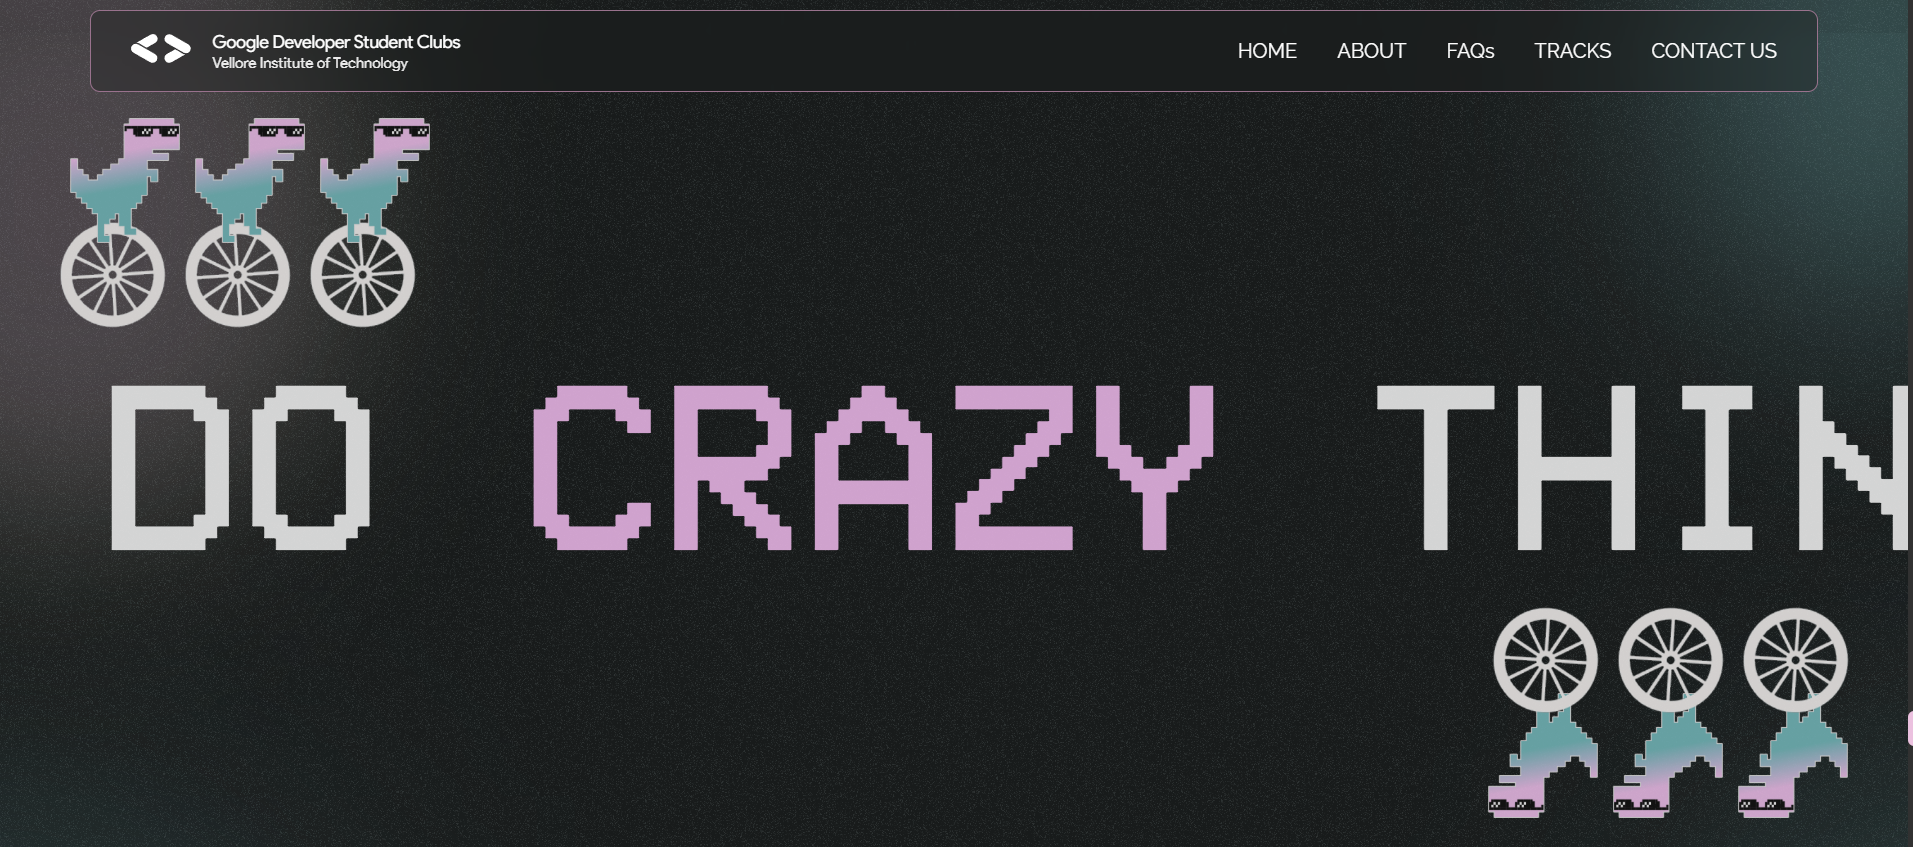 Google Developer Student Clubs
Vellore Institute of Technology
HOME ABOUT FAQs TRACKS CONTACT US
DO CRAZY THIN